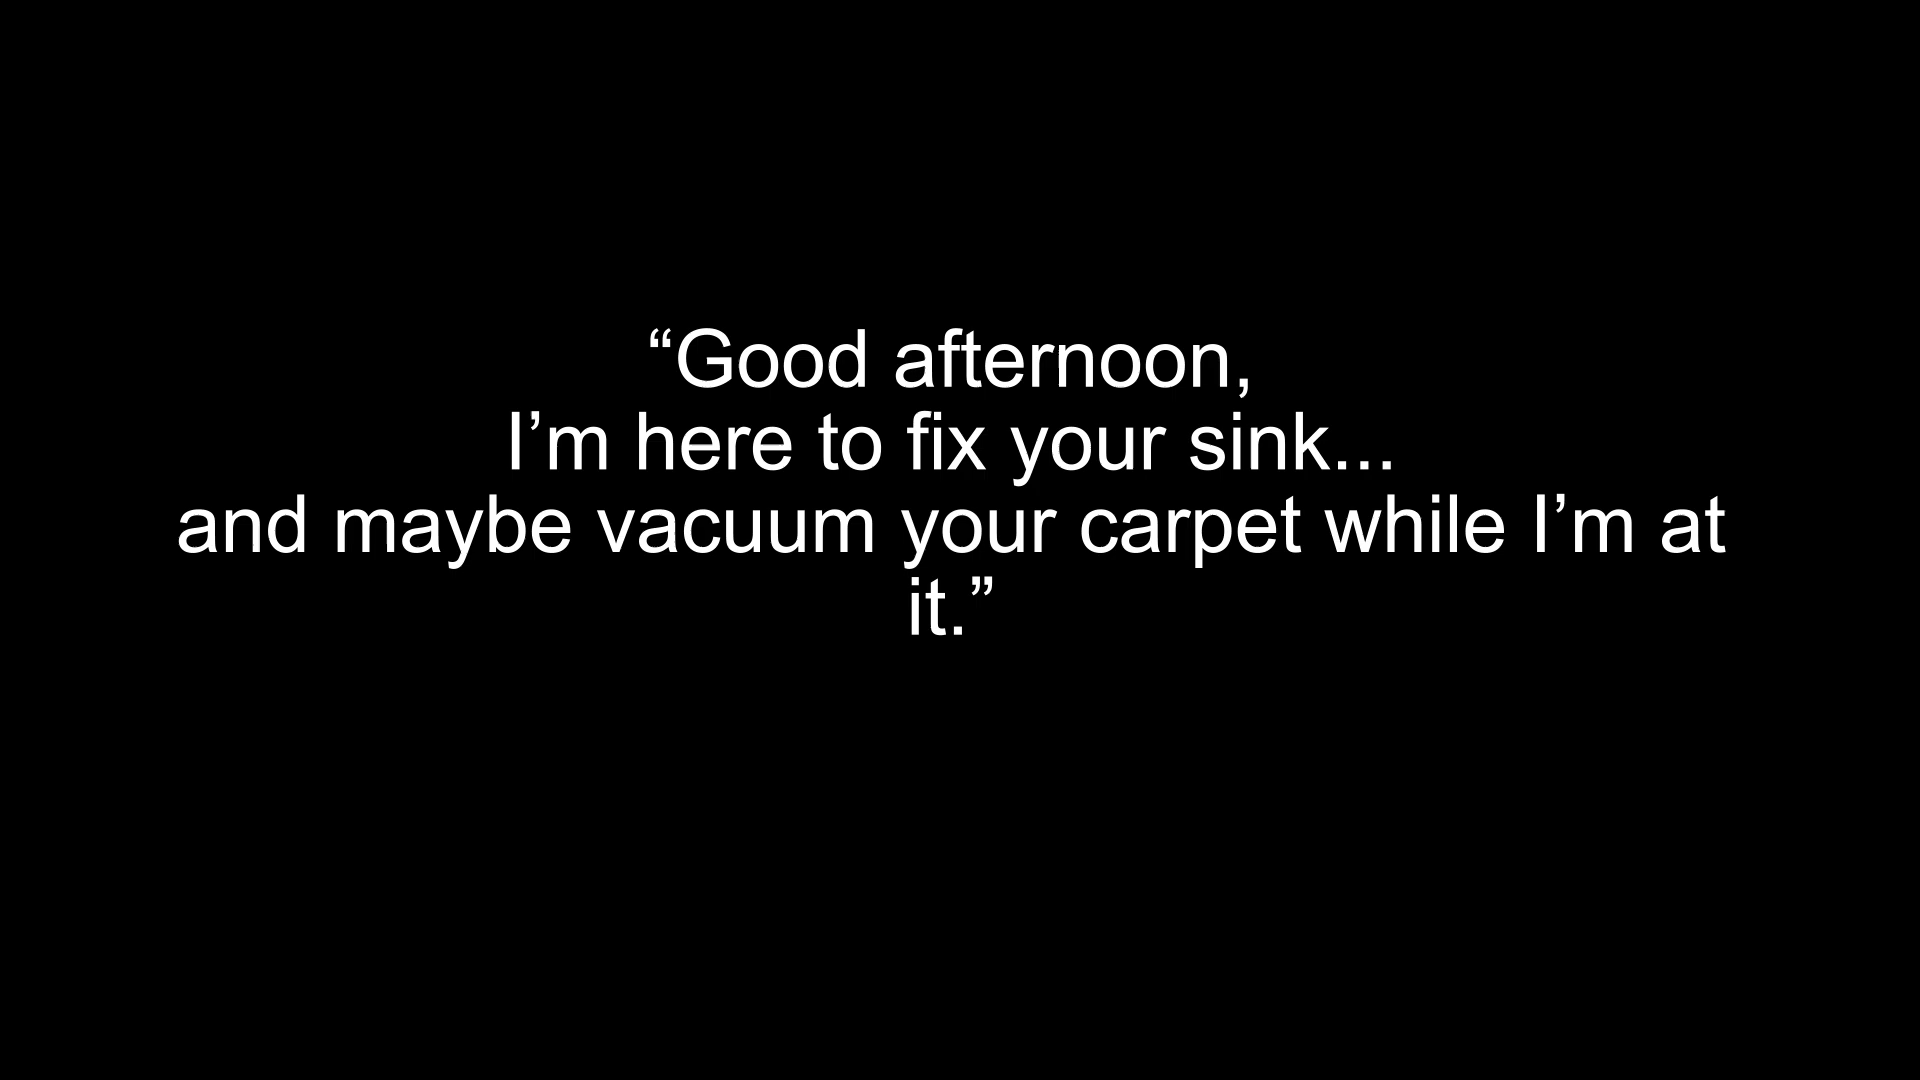 “Good afternoon,
I’m here to fix your sink...
and maybe vacuum your carpet while I’m at
it.”